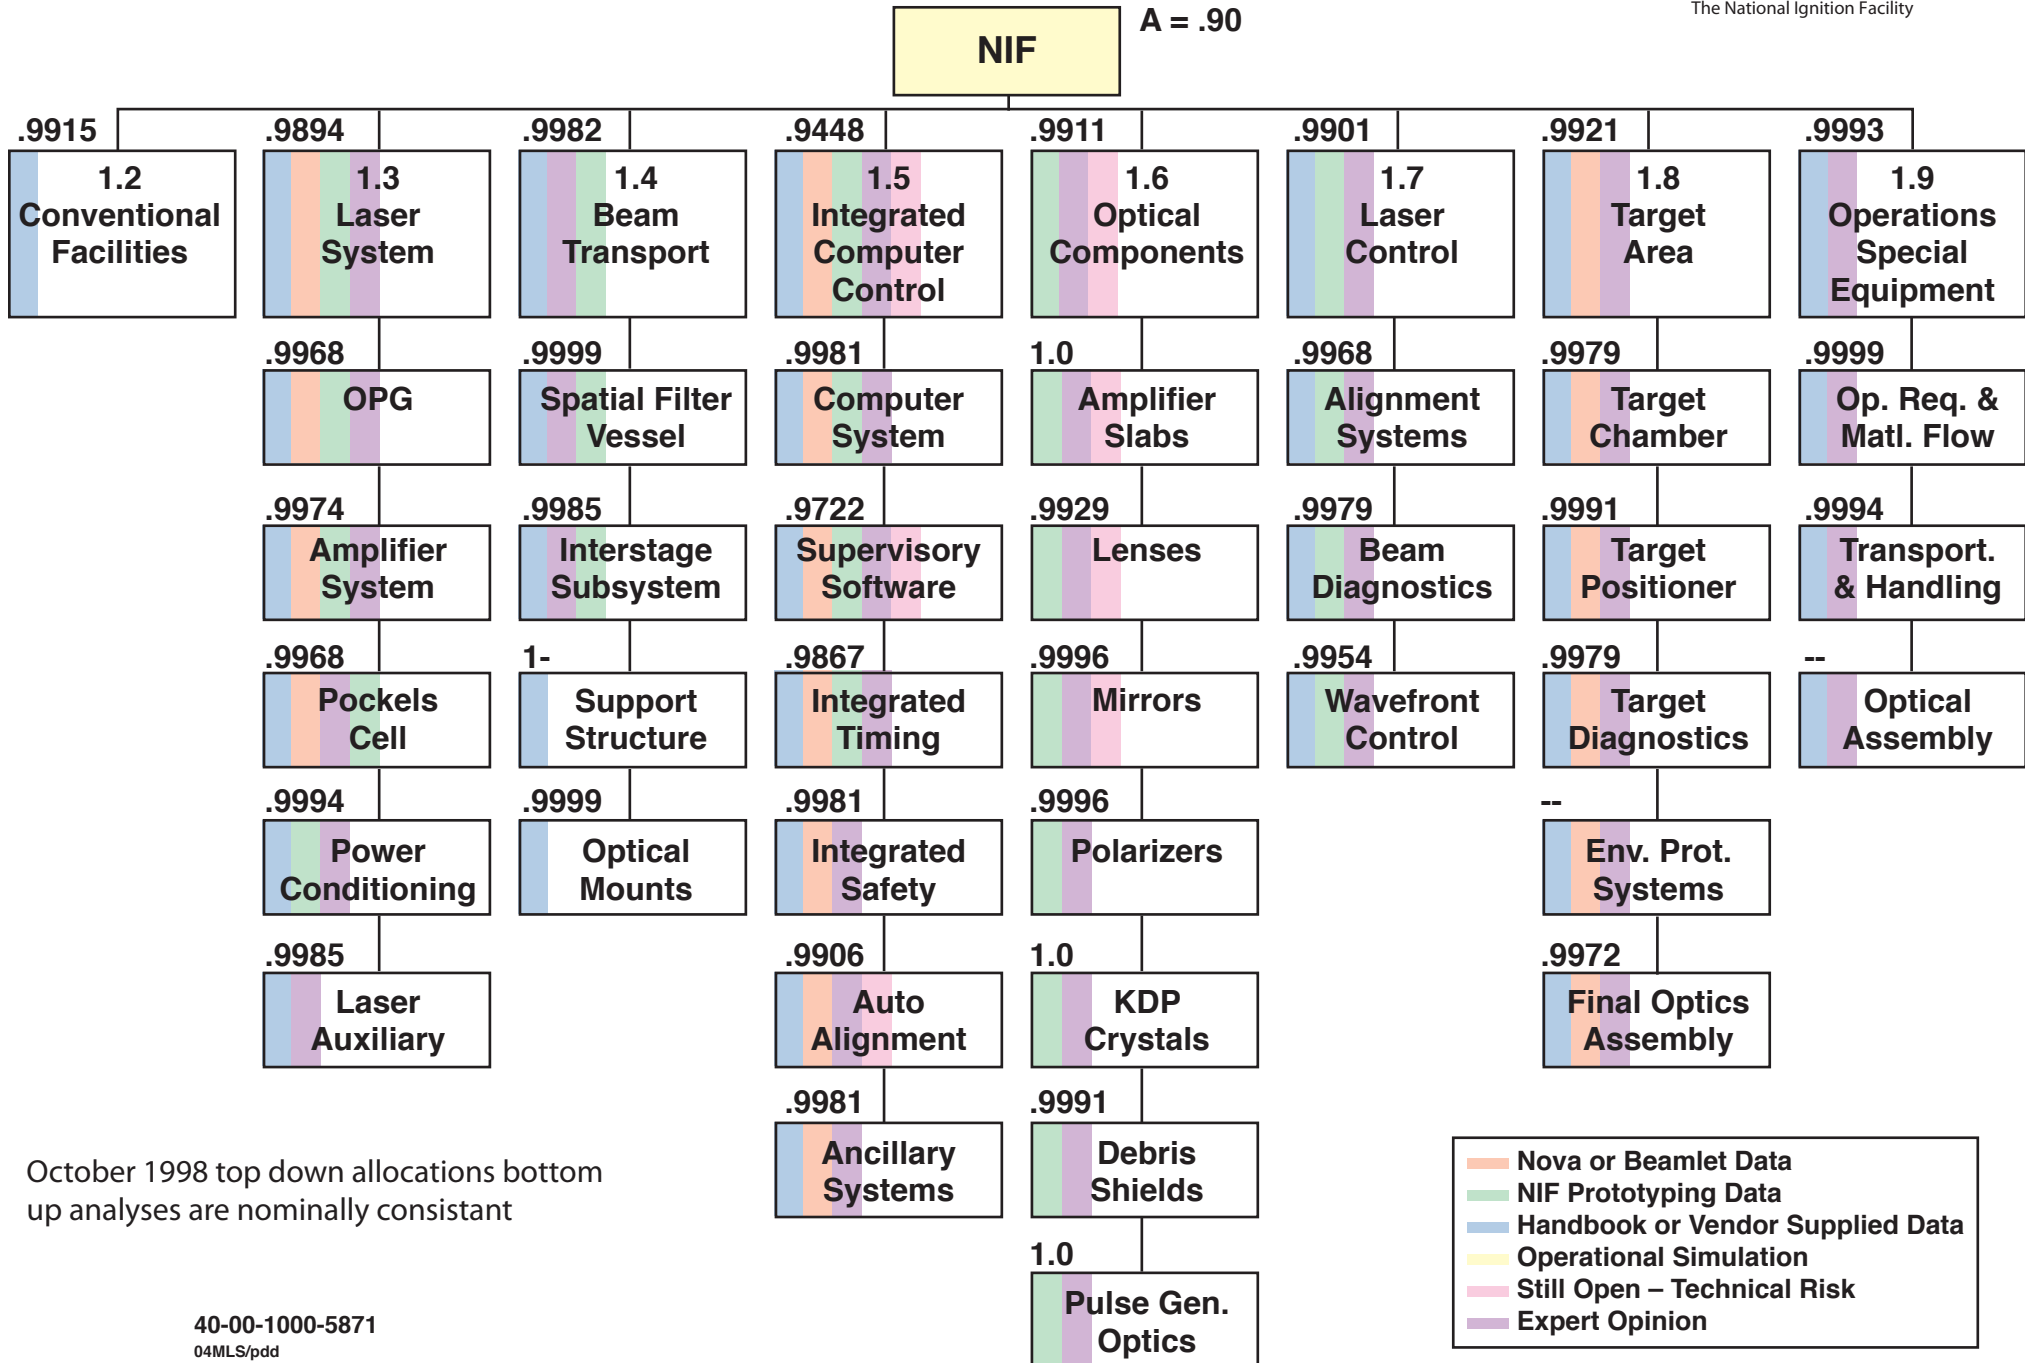 The National Ignition Facility
NIF
A = .90
.9915
1.2
Conventional
Facilities
.9894
1.3
Laser
System
.9968
OPG
.9974
Amplifier
System
.9968
Pockels
Cell
.9994
Power
Conditioning
.9985
Laser
Auxiliary
.9982
1.4
Beam
Transport
.9999
Spatial Filter
Vessel
.9985
Interstage
Subsystem
1-
Support
Structure
.9999
Optical
Mounts
.9448
1.5
Integrated
Computer
Control
.9981
Computer
System
.9722
Supervisory
Software
.9867
Integrated
Timing
.9981
Integrated
Safety
.9906
Auto
Alignment
.9981
Ancillary
Systems
.9911
1.6
Optical
Components
1.0
Amplifier
Slabs
.9929
Lenses
.9996
Mirrors
.9996
Polarizers
1.0
KDP
Crystals
.9991
Debris
Shields
1.0
Pulse Gen.
Optics
.9901
1.7
Laser
Control
.9968
Alignment
Systems
.9979
Beam
Diagnostics
.9954
Wavefront
Control
.9921
1.8
Target
Area
.9979
Target
Chamber
.9991
Target
Positioner
.9979
Target
Diagnostics
--
Env. Prot.
Systems
.9972
Final Optics
Assembly
.9993
1.9
Operations
Special
Equipment
.9999
Op. Req. &
Matl. Flow
.9994
Transport.
& Handling
--
Optical
Assembly
October 1998 top down allocations bottom
up analyses are nominally consistant
40-00-1000-5871
04MLS/pdd
Nova or Beamlet Data
NIF Prototyping Data
Handbook or Vendor Supplied Data
Operational Simulation
Still Open – Technical Risk
Expert Opinion